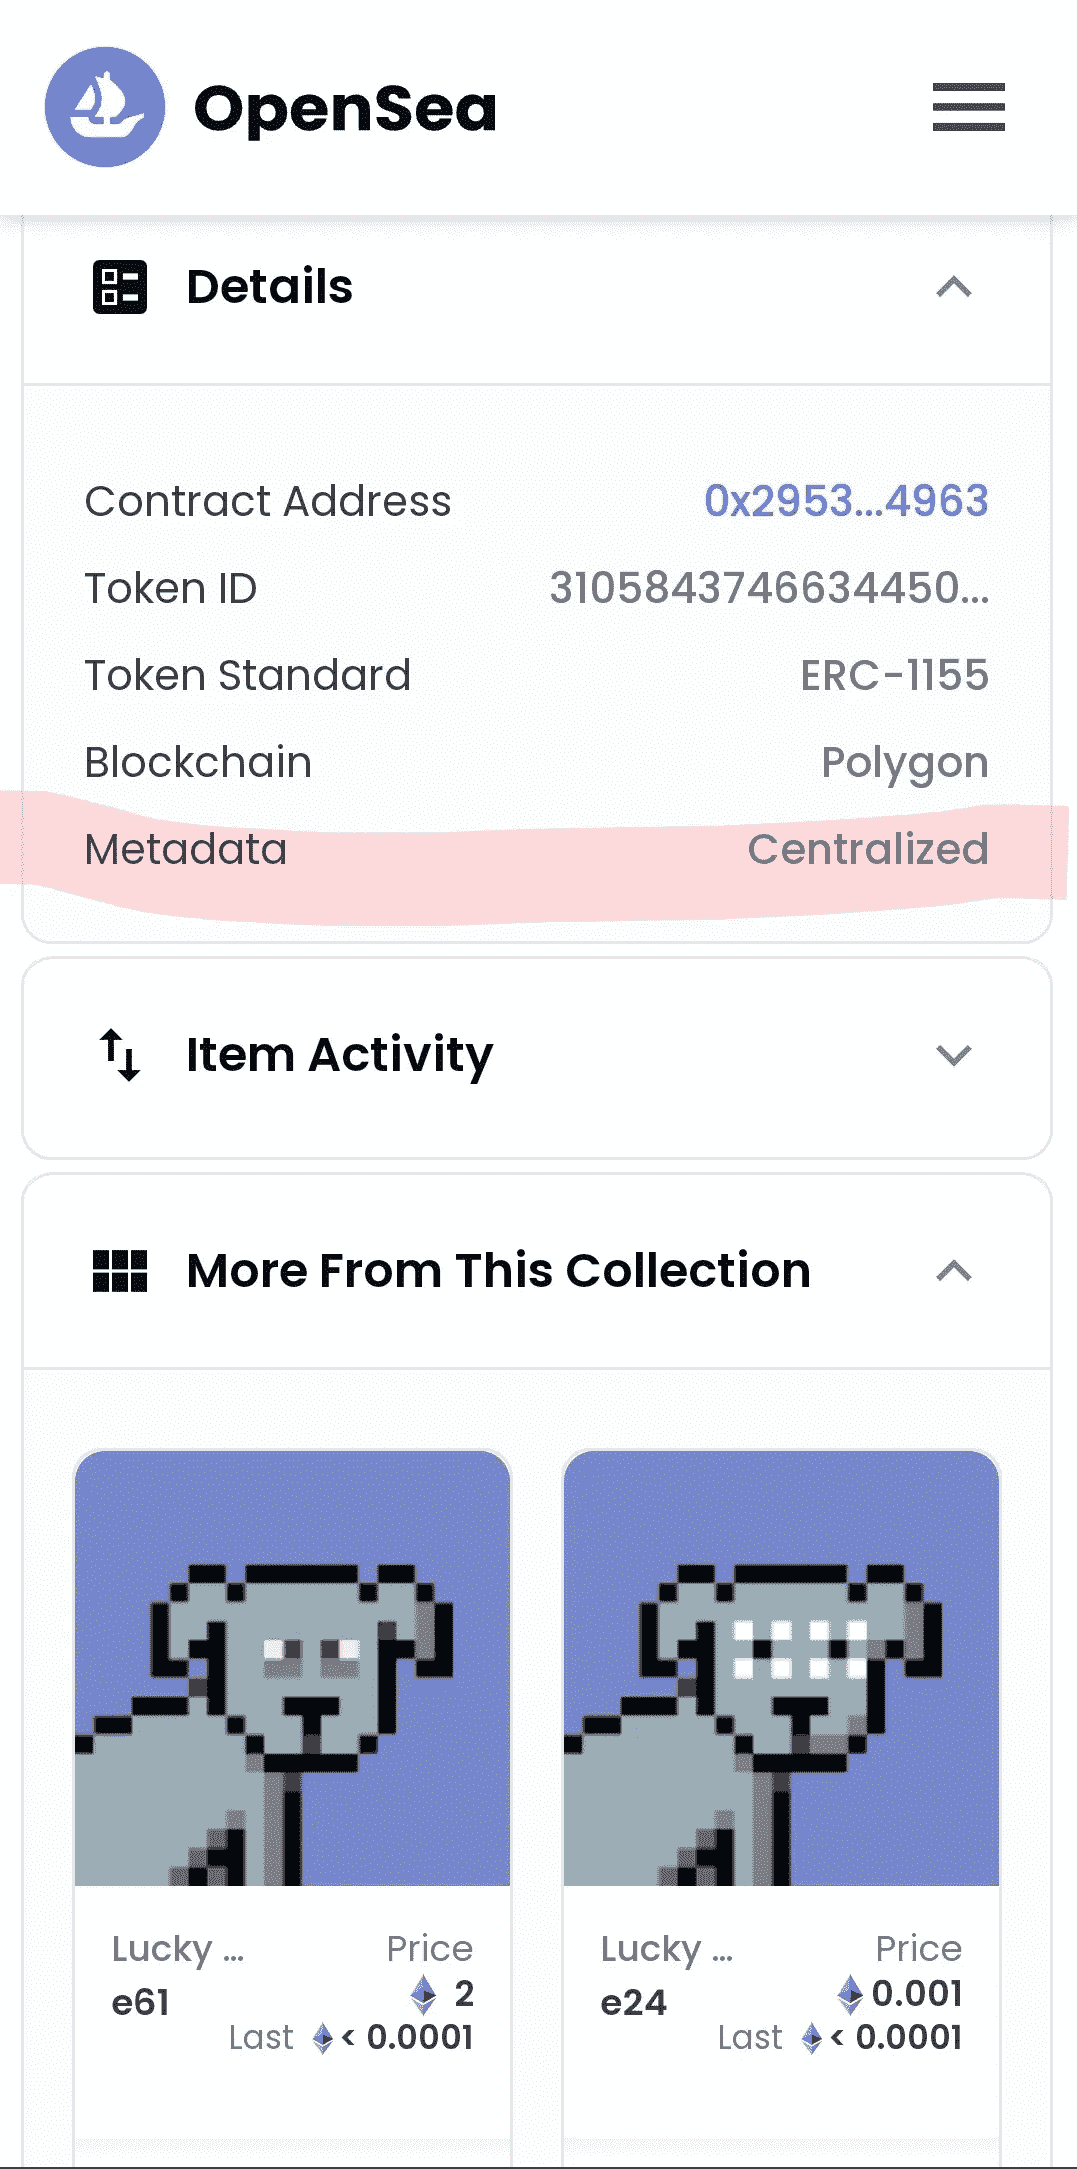 OpenSea
Details
Contract Address 0x2953...4963
Token ID 3105843746634450...
Token Standard ERC-1155
Blockchain Polygon
Metadata Centralized
Item Activity
More From This Collection
Lucky ... Price
e61 2
Last < 0.0001
Lucky ... Price
e24 0.001
Last < 0.0001